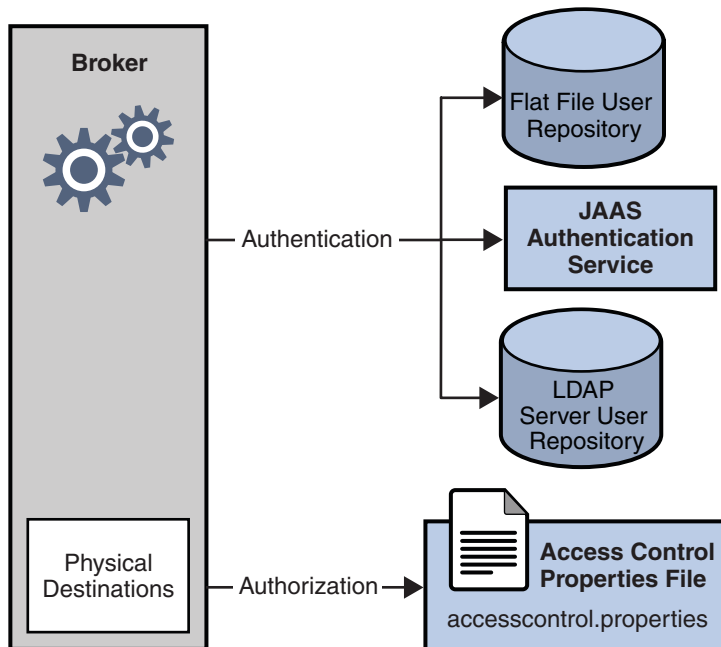 Broker
Flat File User
Repository
JAAS
Authentication
Service
Authentication
LDAP
Server User
Repository
Physical
Destinations
Authorization
Access Control
Properties File
accesscontrol.properties